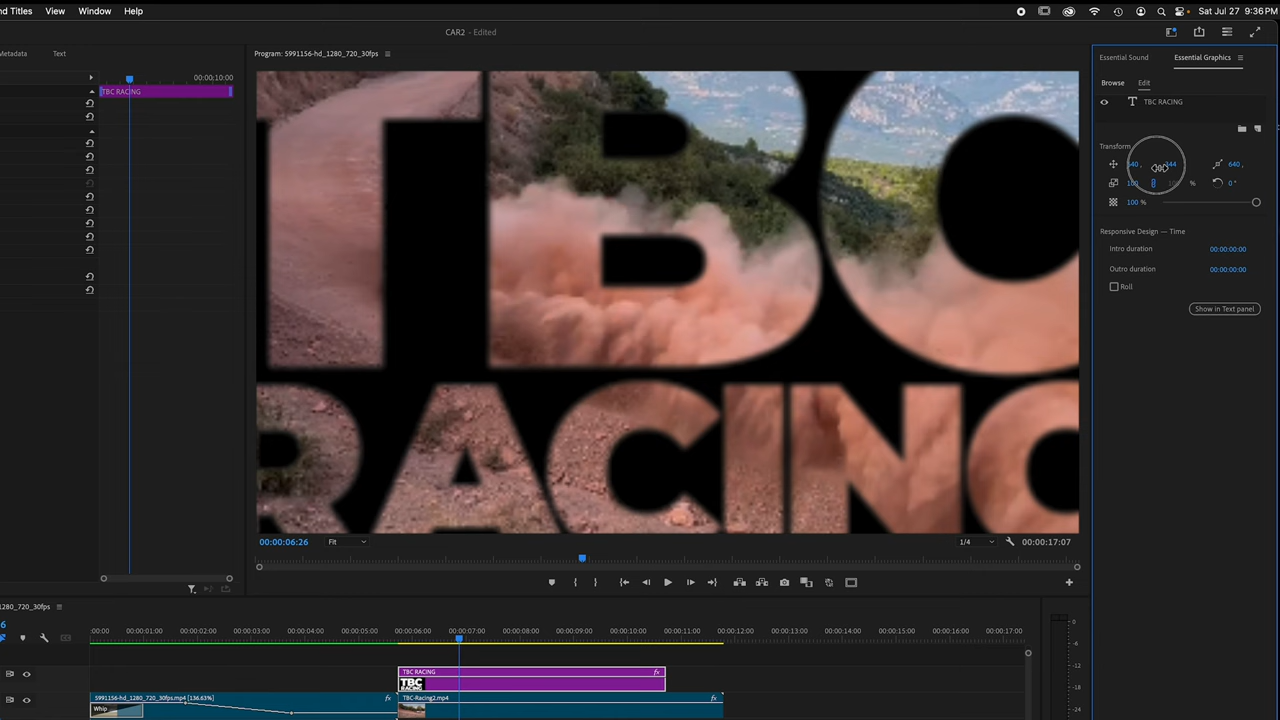 nd Titles View Window Help Sat Jul 27 9:36 PM
CAR2 - Edited
Metadata Text
Program: 5991156-hd_1280_720_30fps
Essential Sound Essential Graphics
00:00:10:00
TBC RACING
Browse Edit
TBC RACING
Transform
640 ,
100 %
0 °
100 %
Responsive Design — Time
Intro duration 00:00:00:00
Outro duration 00:00:00:00
Roll
Show in Text panel
TBC
RACING
00:00:06:26 Fit 1/4 00:00:17:07
1280_720_30fps
6
:00:00 00:00:01:00 00:00:02:00 00:00:03:00 00:00:04:00 00:00:05:00 00:00:06:00 00:00:07:00 00:00:08:00 00:00:09:00 00:00:10:00 00:00:11:00 00:00:12:00 00:00:13:00 00:00:14:00 00:00:15:00 00:00:16:00 00:00:17:00
TBC RACING fx
TBC
RACING
5991156-hd_1280_720_30fps.mp4 [136.63%] fx TBC-Racing2.mp4 fx
Whip
0
-6
-12
-18
-24